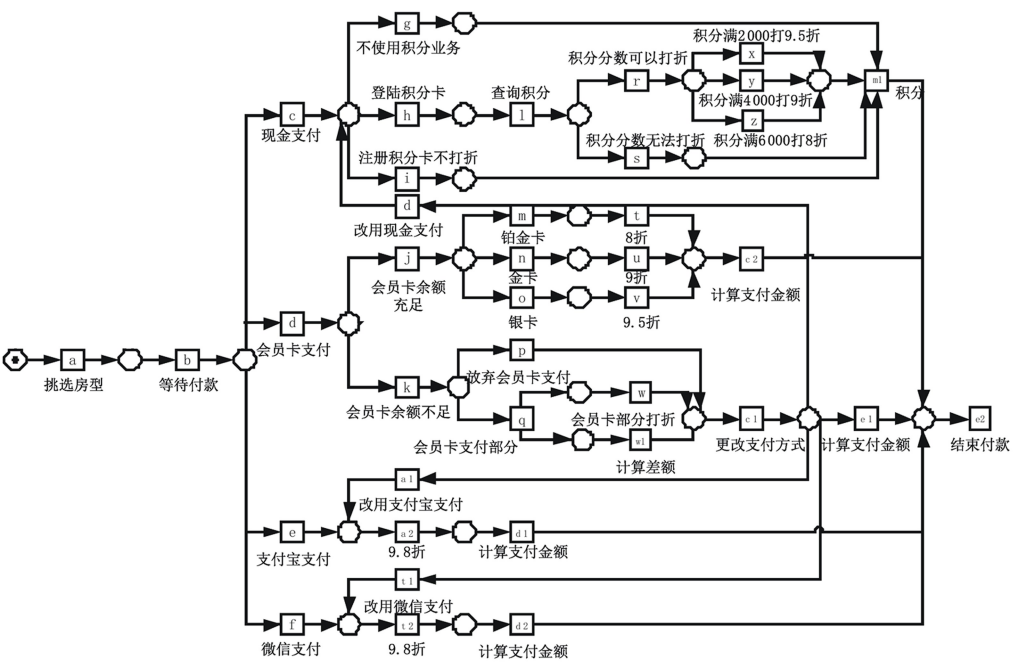 g
不使用积分业务
积分满2000打9.5折
x
积分分数可以打折
r
y
m1
积分
登陆积分卡
查询积分
积分满4000打9折
c
h
l
z
现金支付
积分分数无法打折
积分满6000打8折
注册积分卡不打折
s
i
d
改用现金支付
m
t
铂金卡
8折
j
n
u
c2
会员卡余额
充足
金卡
9折
计算支付金额
o
v
银卡
9.5折
d
会员卡支付
p
a
b
挑选房型
等待付款
放弃会员卡支付
k
w
会员卡余额不足
会员卡部分打折
q
c1
e1
e2
会员卡支付部分
w1
更改支付方式
计算支付金额
结束付款
计算差额
a1
改用支付宝支付
e
a2
d1
支付宝支付
9.8折
计算支付金额
t1
改用微信支付
f
t2
d2
微信支付
9.8折
计算支付金额